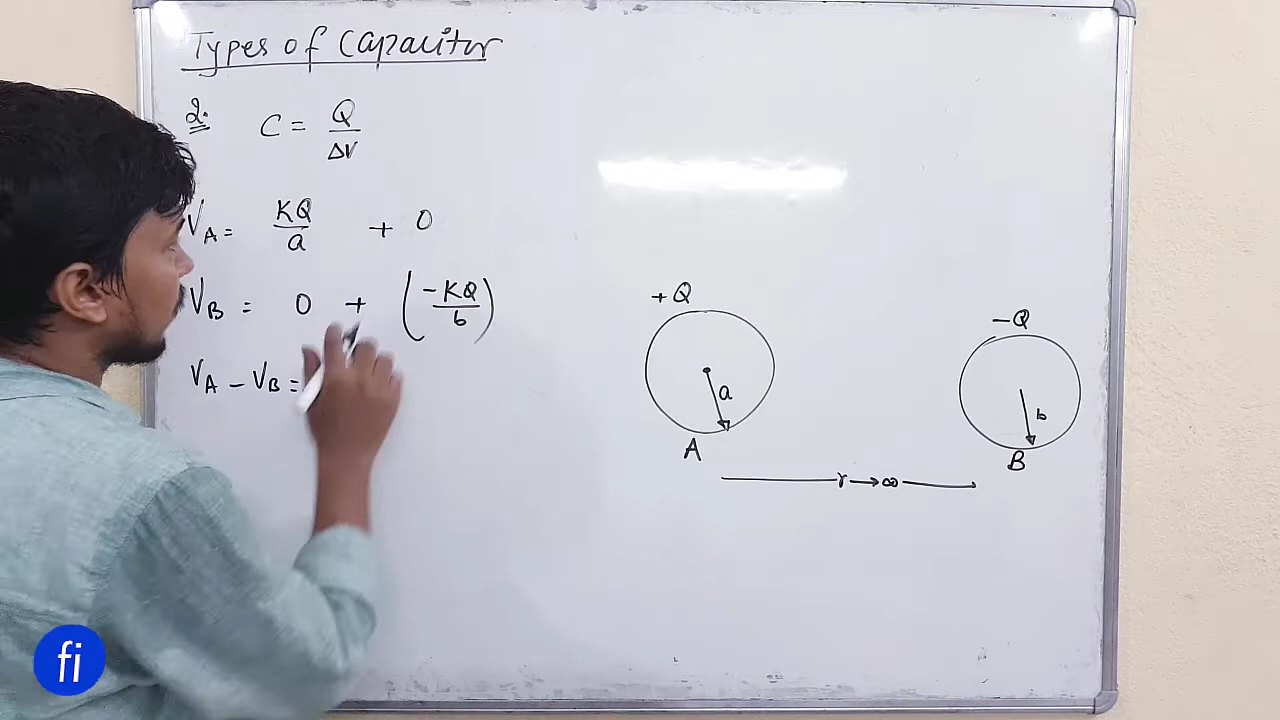 Types of Capacitor
2. C = Q/ΔV
VA = KQ/a + 0
VB = 0 + (-KQ/b)
VA - VB =
+Q
-Q
a
b
A
B
r→∞
fi